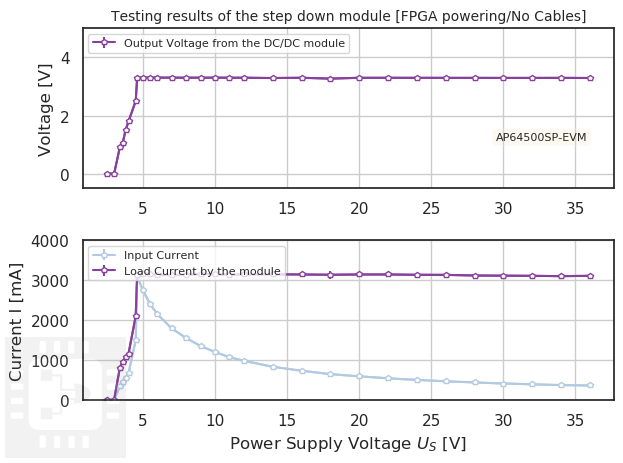 Testing results of the step down module [FPGA powering/No Cables]
Voltage [V]
4
2
0
Output Voltage from the DC/DC module
AP64500SP-EVM
5 10 15 20 25 30 35
Current I [mA]
4000
3000
2000
1000
0
Input Current
Load Current by the module
5 10 15 20 25 30 35
Power Supply Voltage U_S [V]